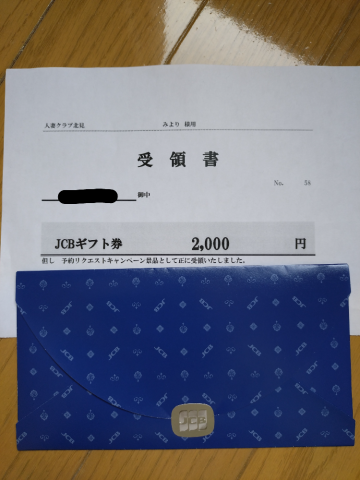 人妻クラブ北見 みより 様用
受領書
No. 34
御中
JCBギフト券 2,000 円
但し 予約リクエストキャンペーン景品として正に受領いたしました。
JCB